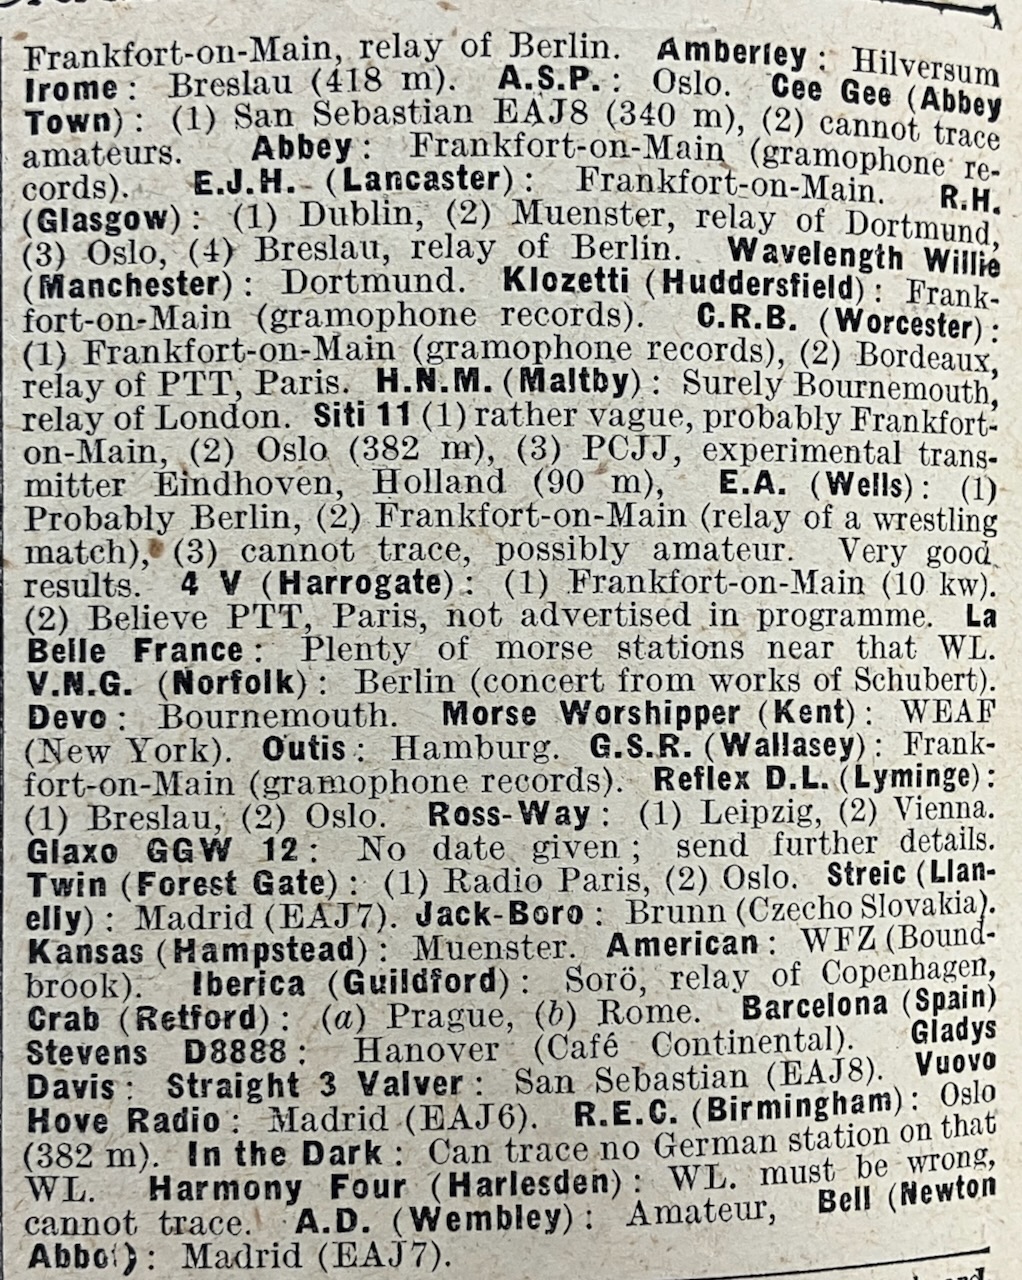 Frankfort-on-Main, relay of Berlin. Amberley: Hilversum
Irome: Breslau (418 m). A.S.P.: Oslo. Cee Gee (Abbey
Town): (1) San Sebastian EAJ8 (340 m), (2) cannot trace
amateurs. Abbey: Frankfort-on-Main (gramophone re-
cords). E.J.H. (Lancaster): Frankfort-on-Main. R.H.
(Glasgow): (1) Dublin, (2) Muenster, relay of Dortmund,
(3) Oslo, (4) Breslau, relay of Berlin. Wavelength Willie
(Manchester): Dortmund. Klozetti (Huddersfield): Frank-
fort-on-Main (gramophone records). C.R.B. (Worcester):
(1) Frankfort-on-Main (gramophone records), (2) Bordeaux,
relay of PTT, Paris. H.N.M. (Maltby): Surely Bournemouth,
relay of London. Siti 11 (1) rather vague, probably Frankfort-
on-Main, (2) Oslo (382 m), (3) PCJJ, experimental trans-
mitter Eindhoven, Holland (90 m), E.A. (Wells): (1)
Probably Berlin, (2) Frankfort-on-Main (relay of a wrestling
match), (3) cannot trace, possibly amateur. Very good
results. 4 V (Harrogate): (1) Frankfort-on-Main (10 kw).
(2) Believe PTT, Paris, not advertised in programme. La
Belle France: Plenty of morse stations near that WL.
V.N.G. (Norfolk): Berlin (concert from works of Schubert).
Devo: Bournemouth. Morse Worshipper (Kent): WEAF
(New York). Outis: Hamburg. G.S.R. (Wallasey): Frank-
fort-on-Main (gramophone records). Reflex D.L. (Lyminge):
(1) Breslau, (2) Oslo. Ross-Way: (1) Leipzig, (2) Vienna.
Glaxo GGW 12: No date given; send further details.
Twin (Forest Gate): (1) Radio Paris, (2) Oslo. Streic (Llan-
elly): Madrid (EAJ7). Jack-Boro: Brunn (Czecho Slovakia).
Kansas (Hampstead): Muenster. American: WFZ (Bound-
brook). Iberica (Guildford): Sorö, relay of Copenhagen,
Crab (Retford): (a) Prague, (b) Rome. Barcelona (Spain)
Stevens D8888: Hanover (Café Continental). Gladys
Davis: Straight 3 Valver: San Sebastian (EAJ8). Vuovo
Hove Radio: Madrid (EAJ6). R.E.C. (Birmingham): Oslo
(382 m). In the Dark: Can trace no German station on that
WL. Harmony Four (Harlesden): WL. must be wrong,
cannot trace. A.D. (Wembley): Amateur, Bell (Newton
Abbot): Madrid (EAJ7).